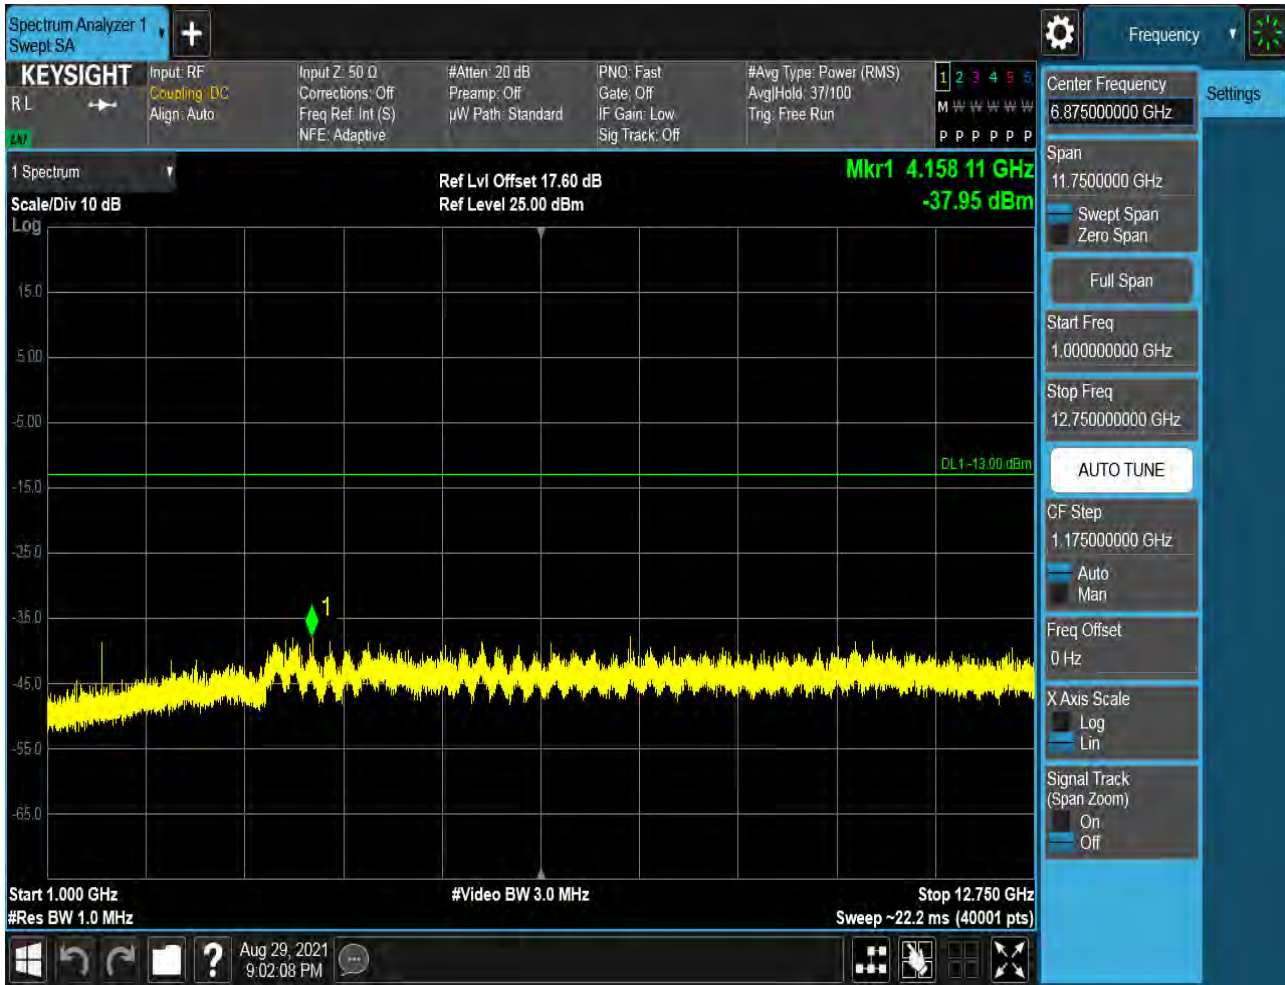 Spectrum Analyzer 1
Swept SA
Frequency
KEYSIGHT
R L
Input: RF
Coupling: DC
Align: Auto
Input Z: 50 Ω
Corrections: Off
Freq Ref: Int (S)
NFE: Adaptive
#Atten: 20 dB
Preamp: Off
µW Path: Standard
PNO: Fast
Gate: Off
IF Gain: Low
Sig Track: Off
#Avg Type: Power (RMS)
Avg|Hold: 37/100
Trig: Free Run
1 2 3 4 5 6
M W W W W W
P P P P P P
1 Spectrum
Scale/Div 10 dB
Log
Ref Lvl Offset 17.60 dB
Ref Level 25.00 dBm
Mkr1 4.158 11 GHz
-37.95 dBm
15.0
5.00
-5.00
DL1 -13.00 dBm
-15.0
-25.0
-35.0
1
-45.0
-55.0
-65.0
Start 1.000 GHz
#Res BW 1.0 MHz
#Video BW 3.0 MHz
Stop 12.750 GHz
Sweep ~22.2 ms (40001 pts)
Aug 29, 2021
9:02:08 PM
Settings
Center Frequency
6.875000000 GHz
Span
11.7500000 GHz
Swept Span
Zero Span
Full Span
Start Freq
1.000000000 GHz
Stop Freq
12.750000000 GHz
AUTO TUNE
CF Step
1.175000000 GHz
Auto
Man
Freq Offset
0 Hz
X Axis Scale
Log
Lin
Signal Track
(Span Zoom)
On
Off